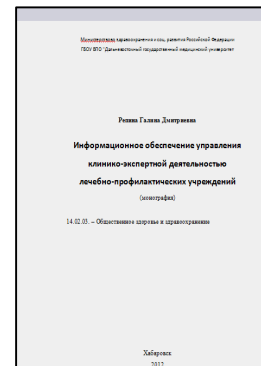 Министерство здравоохранения и соц. развития Российской Федерации
ГБОУ ВПО "Дальневосточный государственный медицинский университет
Репина Галина Дмитриевна
Информационное обеспечение управления
клинико-экспертной деятельностью
лечебно-профилактических учреждений
(монография)
14.02.03. – Общественное здоровье и здравоохранение
Хабаровск
2012